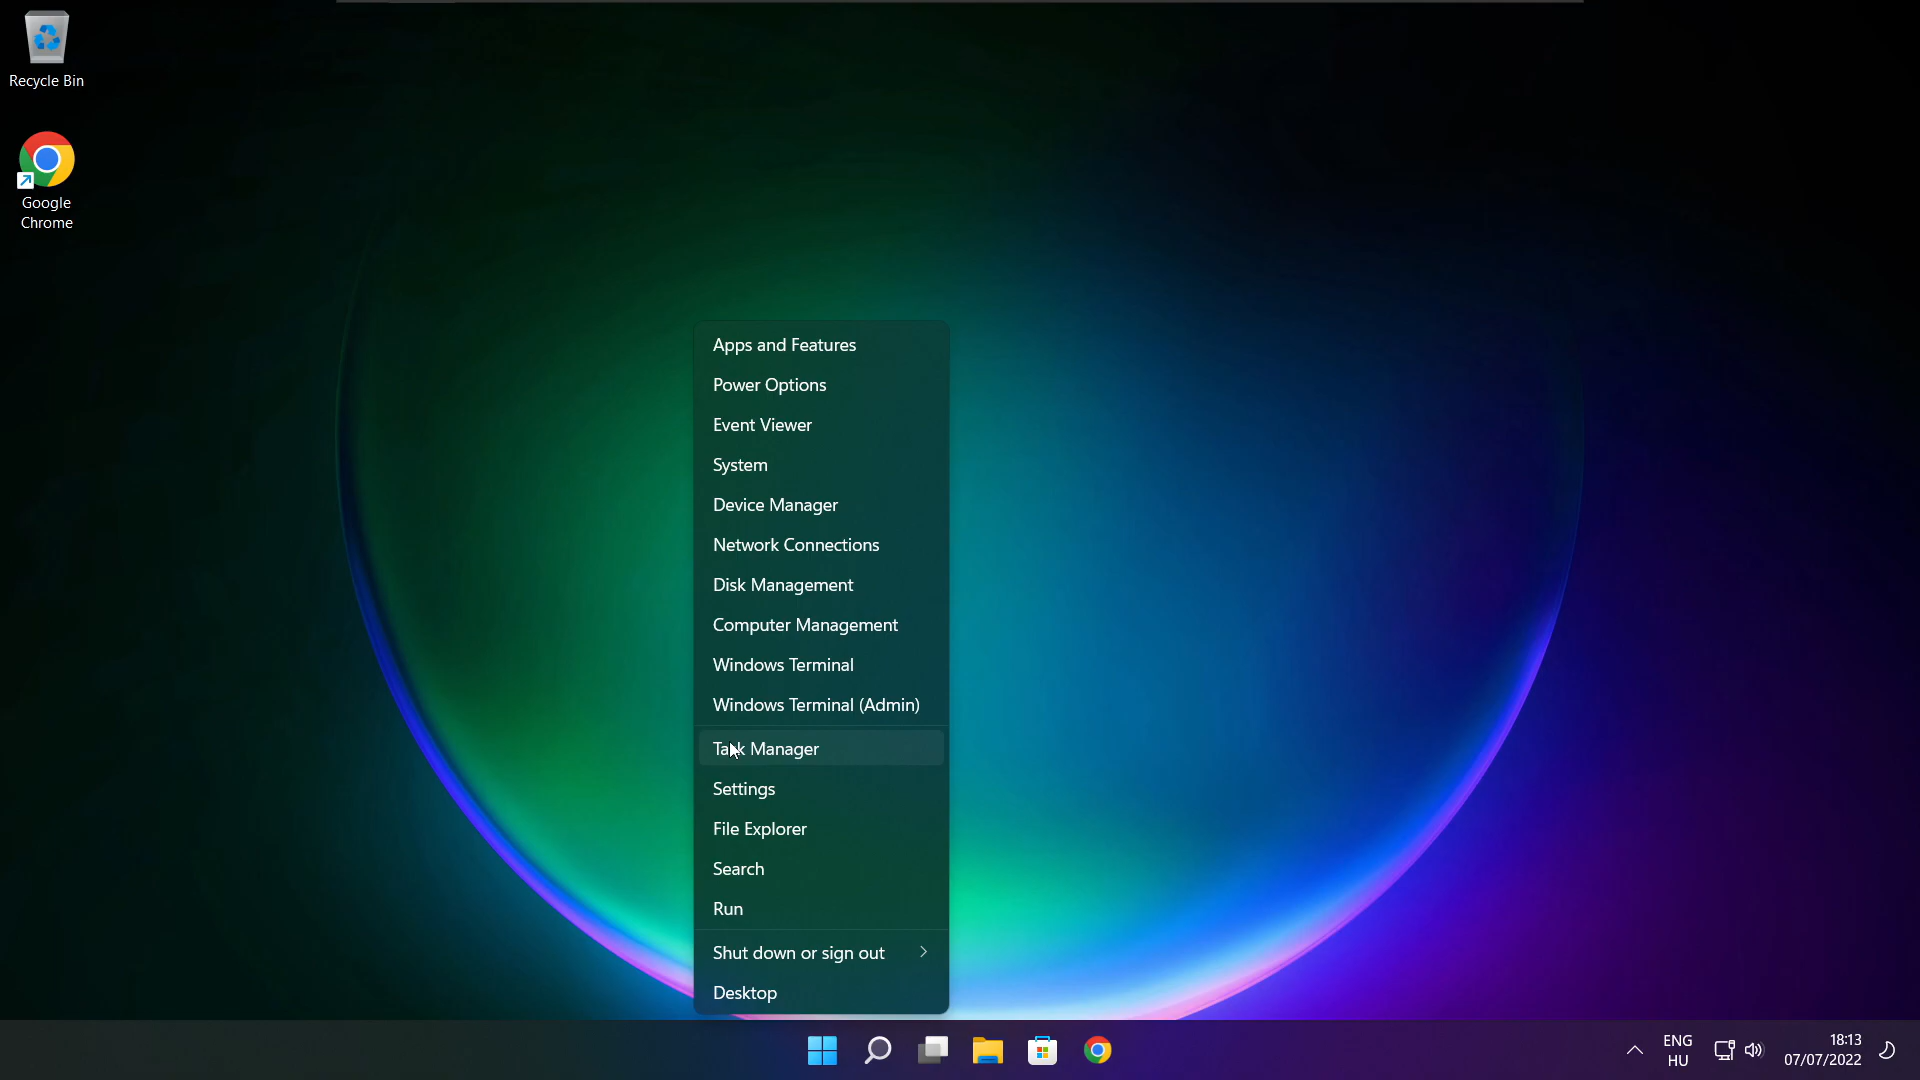 Recycle Bin
Google
Chrome
Apps and Features
Power Options
Event Viewer
System
Device Manager
Network Connections
Disk Management
Computer Management
Windows Terminal
Windows Terminal (Admin)
Task Manager
Settings
File Explorer
Search
Run
Shut down or sign out
Desktop
ENG
HU
18:13
07/07/2022